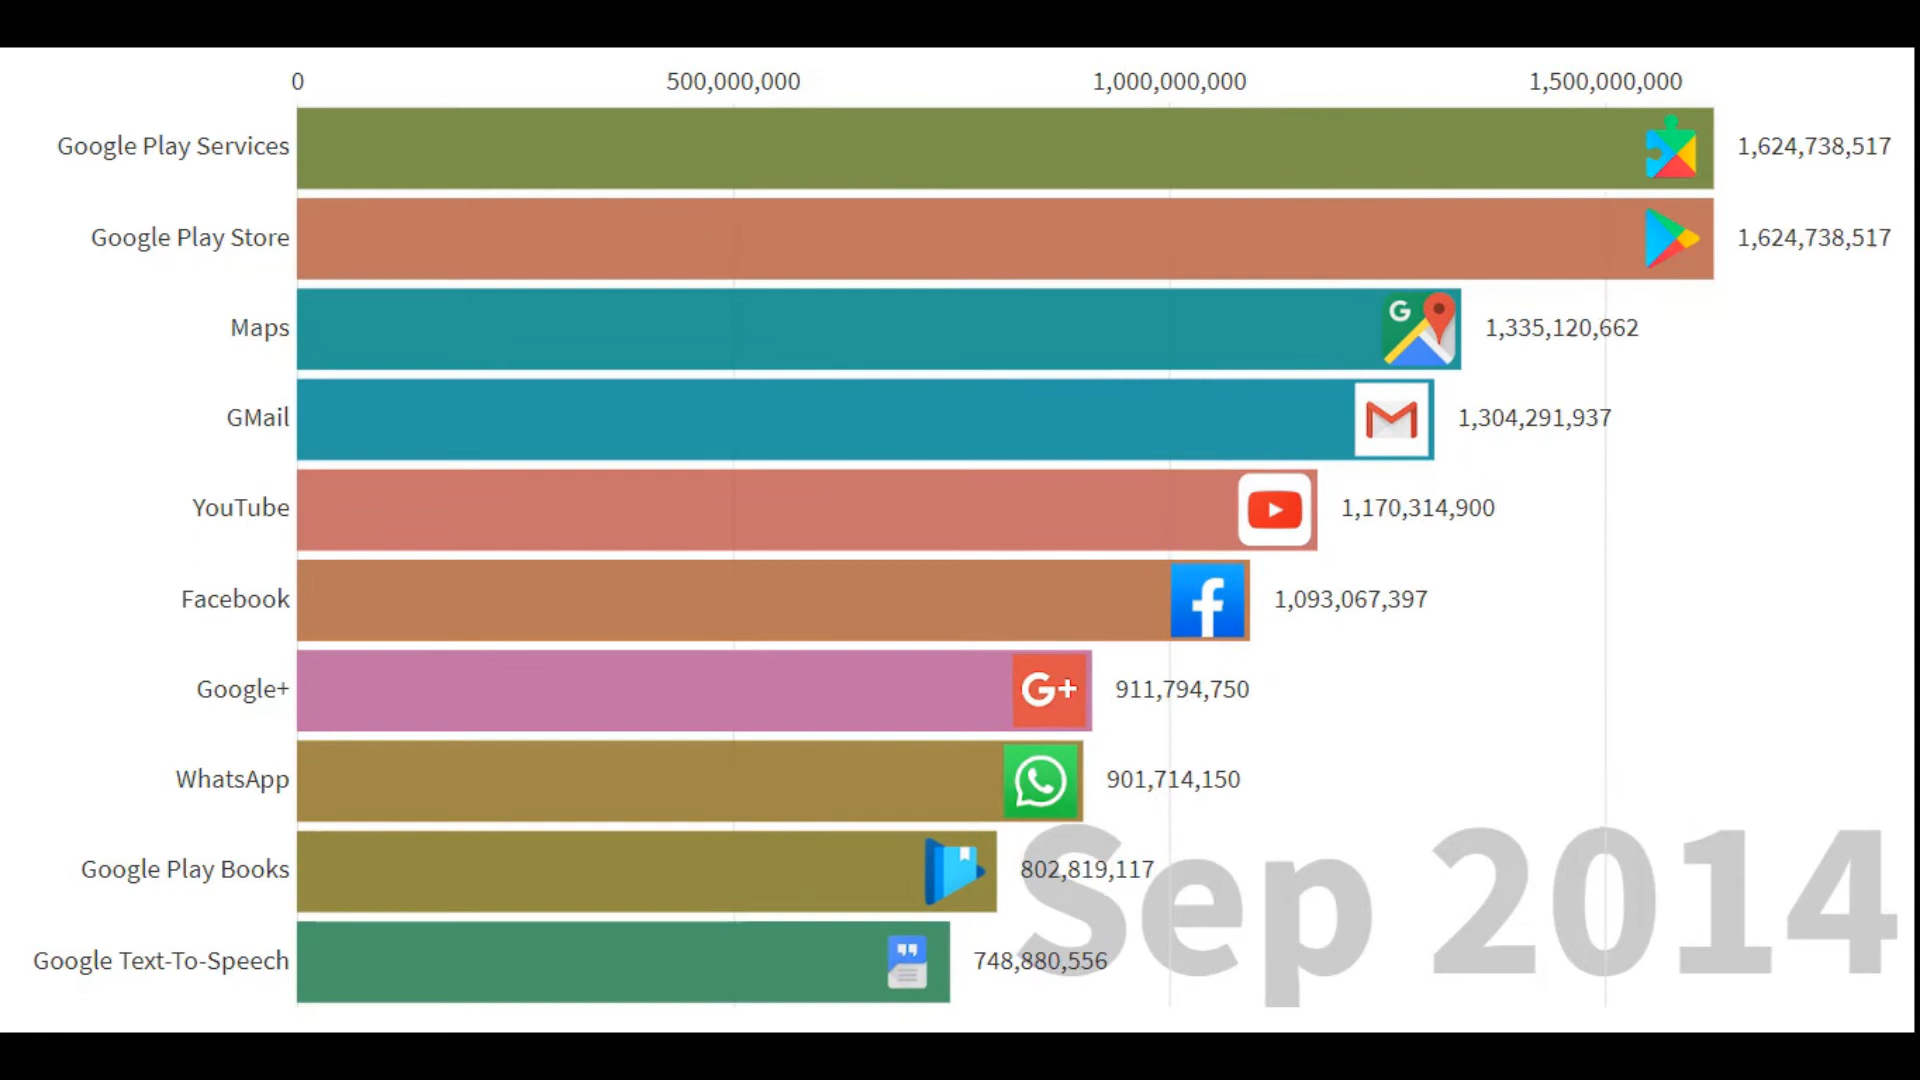 0 500,000,000 1,000,000,000 1,500,000,000
Google Play Services 1,624,738,517
Google Play Store 1,624,738,517
Maps G 1,335,120,662
GMail 1,304,291,937
YouTube 1,170,314,900
Facebook f 1,093,067,397
Google+ G+ 911,794,750
WhatsApp 901,714,150
Google Play Books 802,819,117
Google Text-To-Speech 748,880,556
Sep 2014